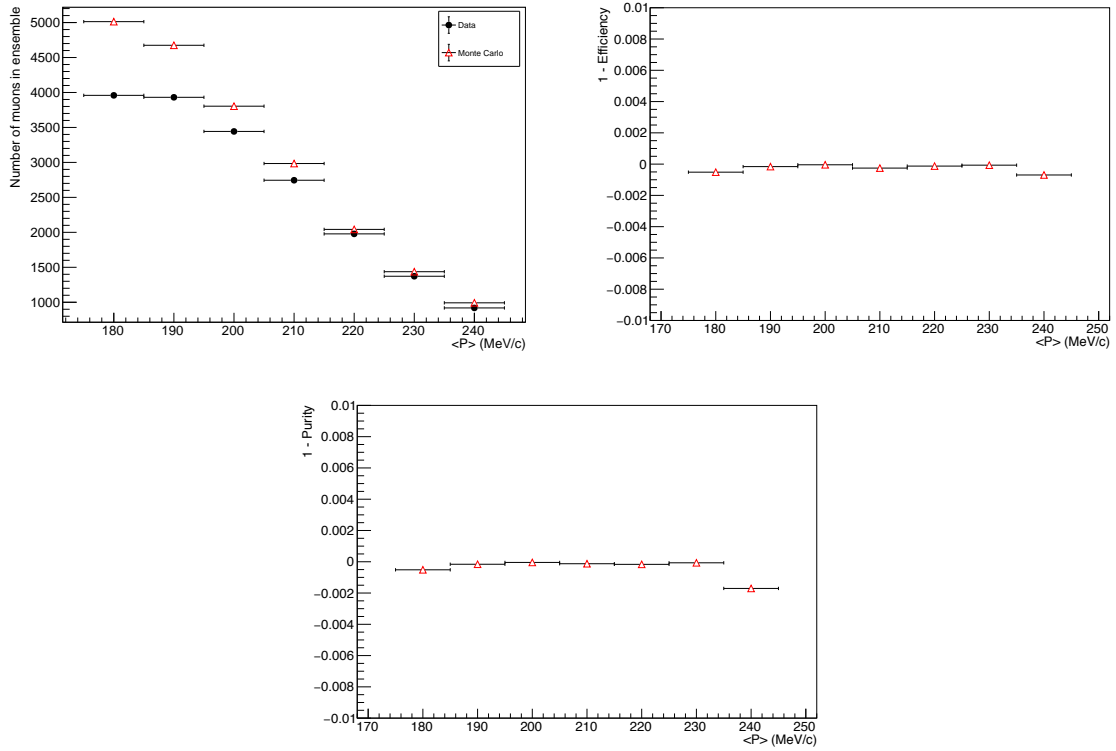 Number of muons in ensemble
5000
4500
4000
3500
3000
2500
2000
1500
1000
Data
Monte Carlo
180 190 200 210 220 230 240
<P> (MeV/c)
1 - Efficiency
0.01
0.008
0.006
0.004
0.002
0
−0.002
−0.004
−0.006
−0.008
−0.01
170 180 190 200 210 220 230 240 250
<P> (MeV/c)
1 - Purity
0.01
0.008
0.006
0.004
0.002
0
−0.002
−0.004
−0.006
−0.008
−0.01
170 180 190 200 210 220 230 240 250
<P> (MeV/c)